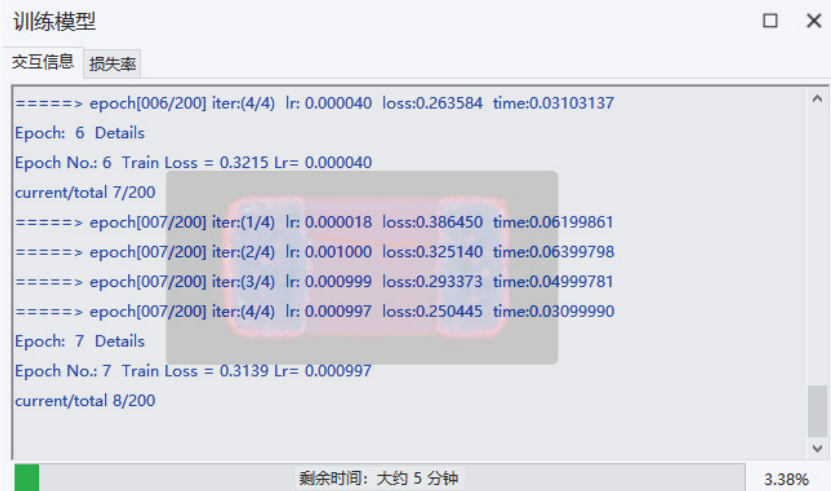 训练模型
交互信息 损失率
=====> epoch[006/200] iter:(4/4) lr: 0.000040 loss:0.263584 time:0.03103137
Epoch: 6 Details
Epoch No.: 6 Train Loss = 0.3215 Lr= 0.000040
current/total 7/200
=====> epoch[007/200] iter:(1/4) lr: 0.000018 loss:0.386450 time:0.06199861
=====> epoch[007/200] iter:(2/4) lr: 0.001000 loss:0.325140 time:0.06399798
=====> epoch[007/200] iter:(3/4) lr: 0.000999 loss:0.293373 time:0.04999781
=====> epoch[007/200] iter:(4/4) lr: 0.000997 loss:0.250445 time:0.03099990
Epoch: 7 Details
Epoch No.: 7 Train Loss = 0.3139 Lr= 0.000997
current/total 8/200
剩余时间：大约 5 分钟 3.38%